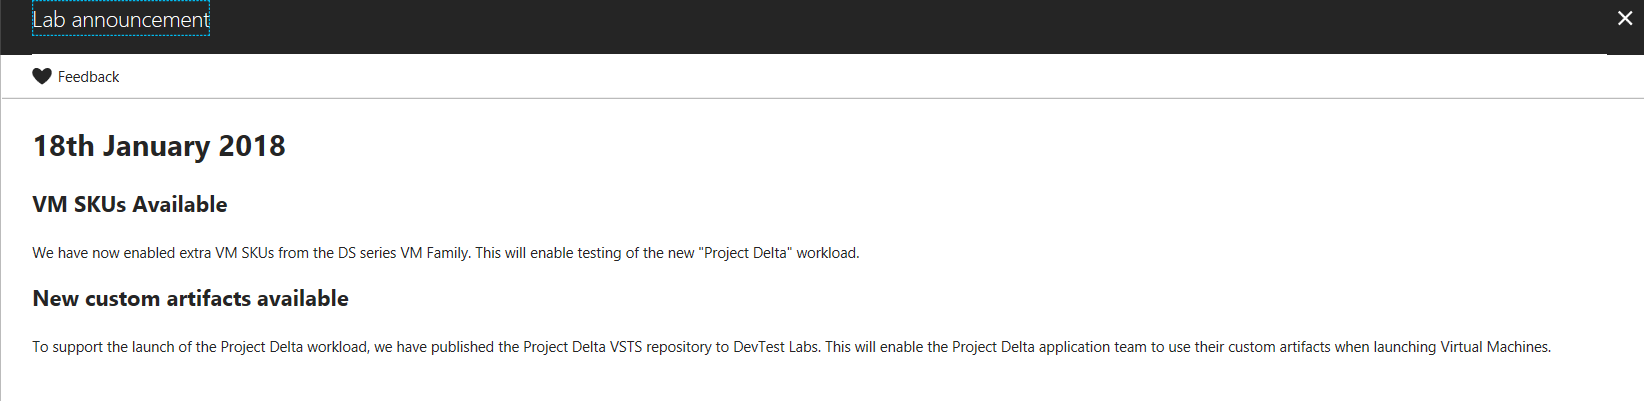 Lab announcement
Feedback
18th January 2018
VM SKUs Available
We have now enabled extra VM SKUs from the DS series VM Family. This will enable testing of the new "Project Delta" workload.
New custom artifacts available
To support the launch of the Project Delta workload, we have published the Project Delta VSTS repository to DevTest Labs. This will enable the Project Delta application team to use their custom artifacts when launching Virtual Machines.